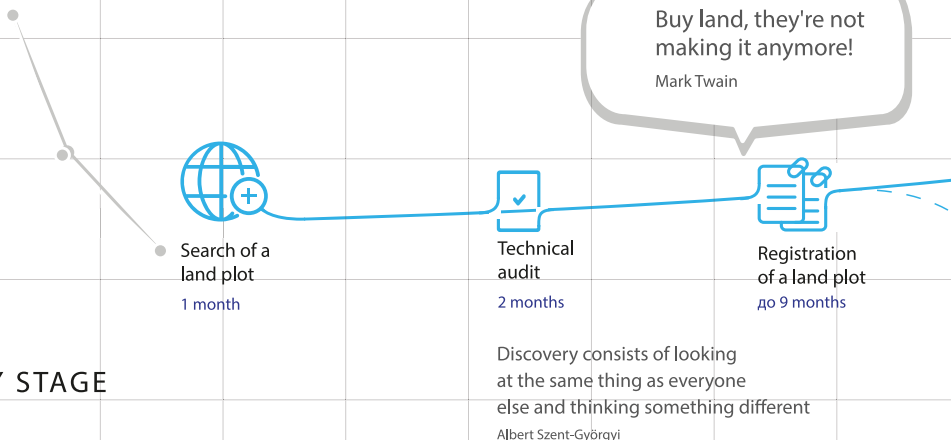 Buy land, they're not
making it anymore!
Mark Twain
Search of a
land plot
1 month
Technical
audit
2 months
Registration
of a land plot
до 9 months
STAGE
Discovery consists of looking
at the same thing as everyone
else and thinking something different
Albert Szent-Györgyi